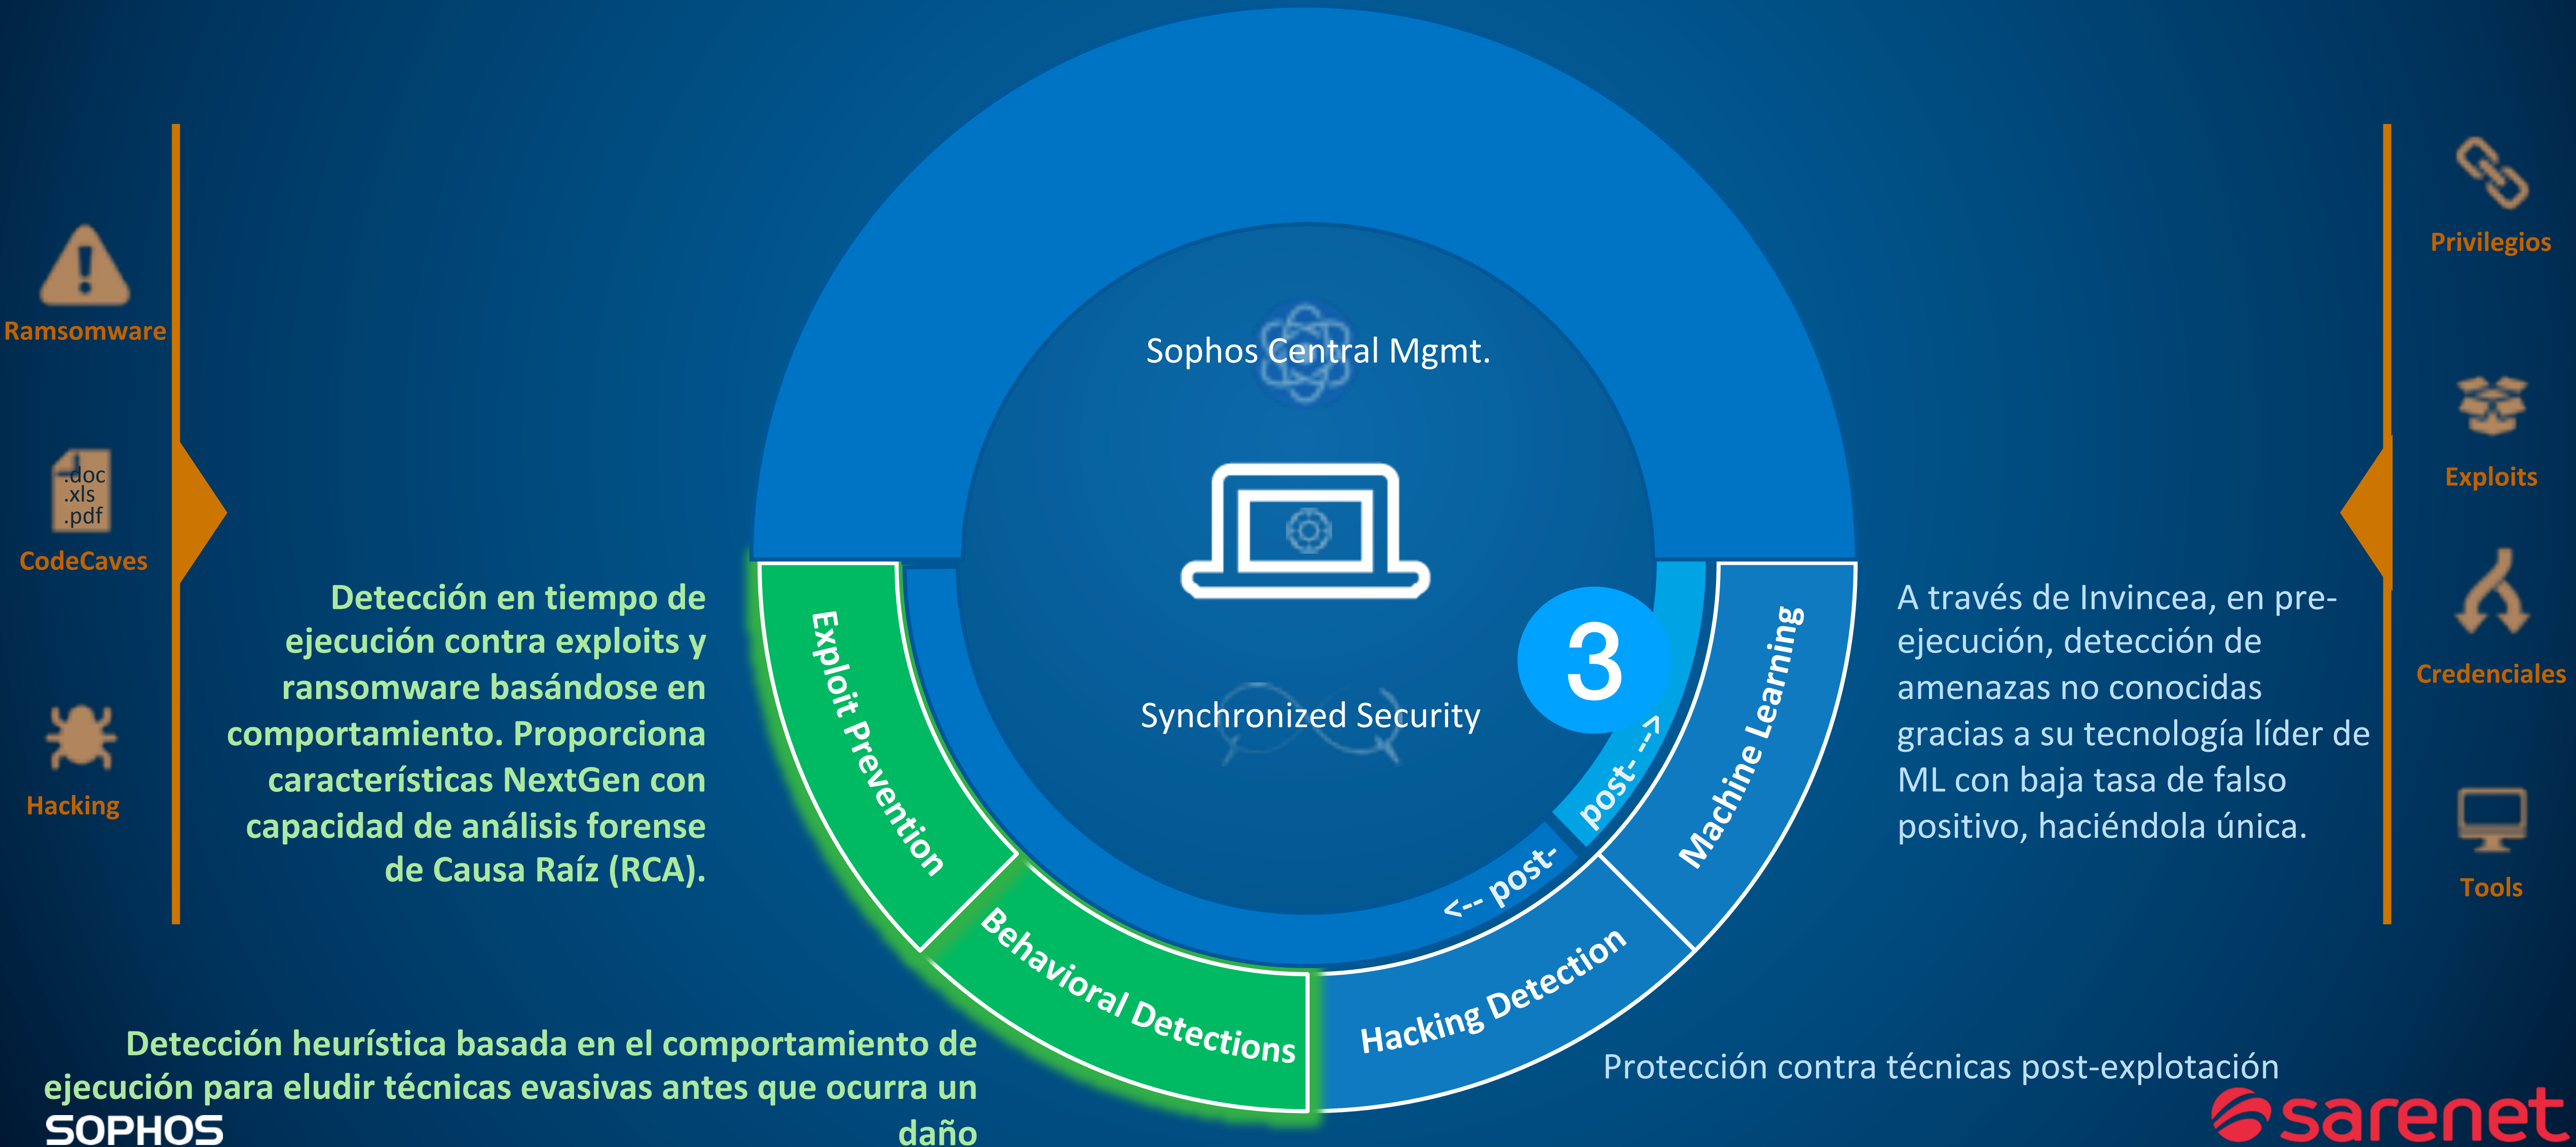 Ramsomware
.doc
.xls
.pdf
CodeCaves
Hacking
Detección en tiempo de
ejecución contra exploits y
ransomware basándose en
comportamiento. Proporciona
características NextGen con
capacidad de análisis forense
de Causa Raíz (RCA).
Detección heurística basada en el comportamiento de
ejecución para eludir técnicas evasivas antes que ocurra un
daño
SOPHOS
Sophos Central Mgmt.
Synchronized Security
3
Exploit Prevention
Behavioral Detections
Hacking Detection
Machine Learning
<-- post-
post- -->
A través de Invincea, en pre-
ejecución, detección de
amenazas no conocidas
gracias a su tecnología líder de
ML con baja tasa de falso
positivo, haciéndola única.
Protección contra técnicas post-explotación
Privilegios
Exploits
Credenciales
Tools
sarenet